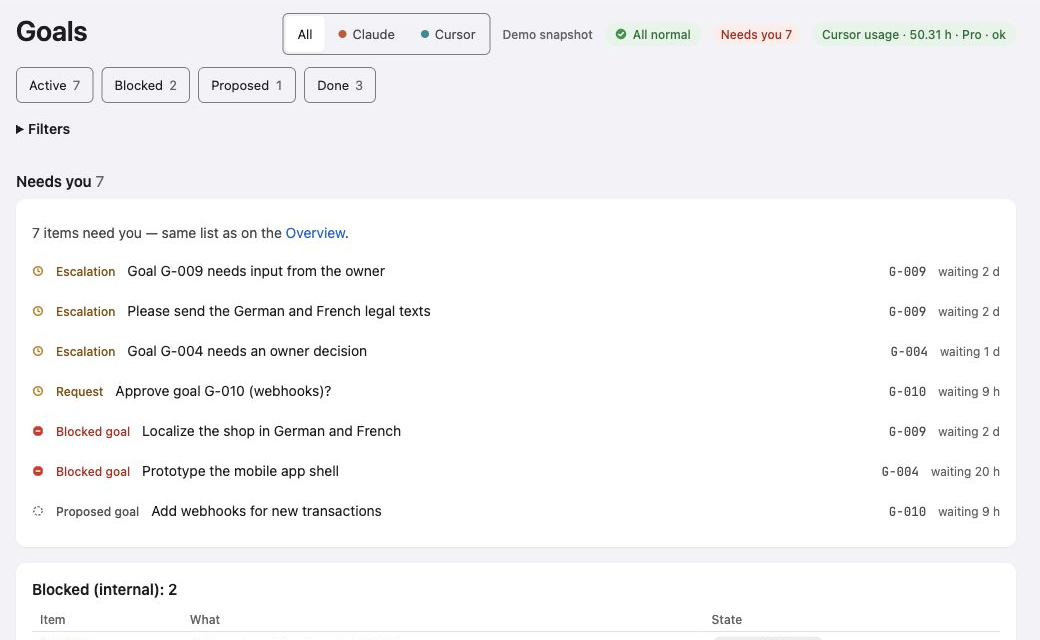 Goals
All Claude Cursor Demo snapshot All normal Needs you 7 Cursor usage · 50.31 h · Pro · ok
Active 7 Blocked 2 Proposed 1 Done 3
Filters
Needs you 7
7 items need you — same list as on the Overview.
Escalation Goal G-009 needs input from the owner G-009 waiting 2 d
Escalation Please send the German and French legal texts G-009 waiting 2 d
Escalation Goal G-004 needs an owner decision G-004 waiting 1 d
Request Approve goal G-010 (webhooks)? G-010 waiting 9 h
Blocked goal Localize the shop in German and French G-009 waiting 2 d
Blocked goal Prototype the mobile app shell G-004 waiting 20 h
Proposed goal Add webhooks for new transactions G-010 waiting 9 h
Blocked (internal): 2
Item What State